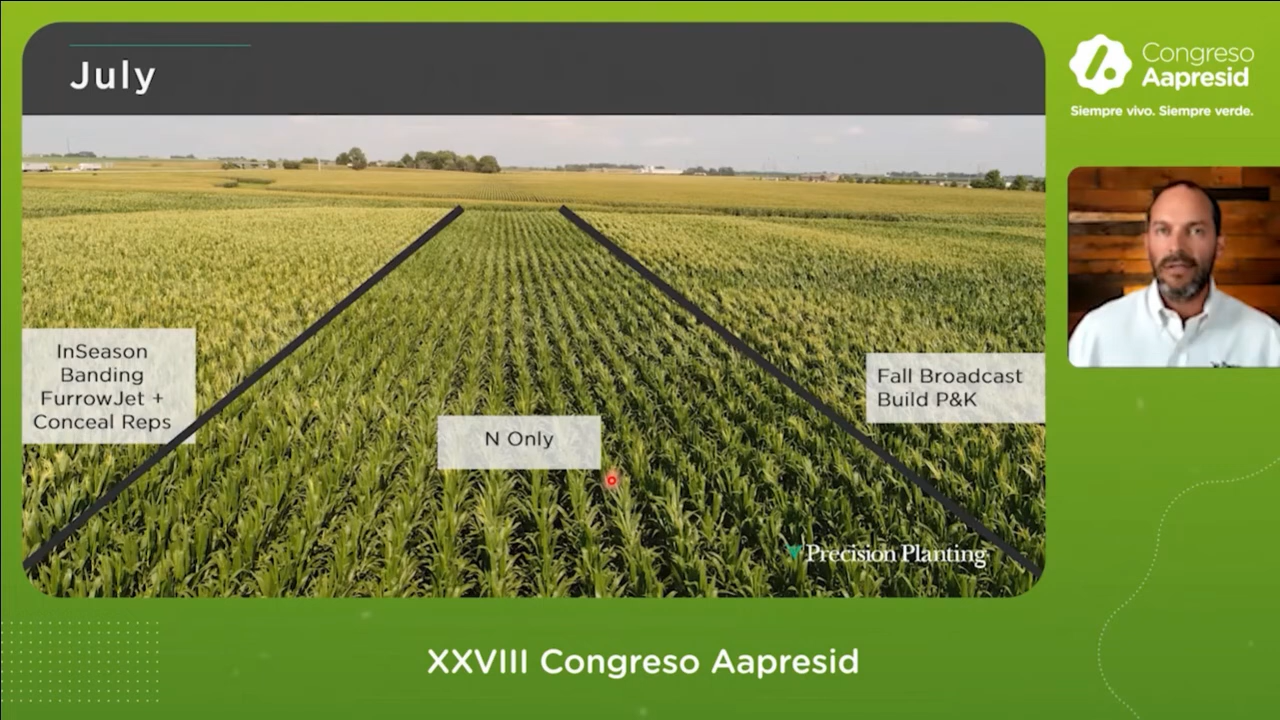 July
InSeason
Banding
FurrowJet +
Conceal Reps
N Only
Fall Broadcast
Build P&K
Precision Planting
Congreso
Aapresid
Siempre vivo. Siempre verde.
XXVIII Congreso Aapresid